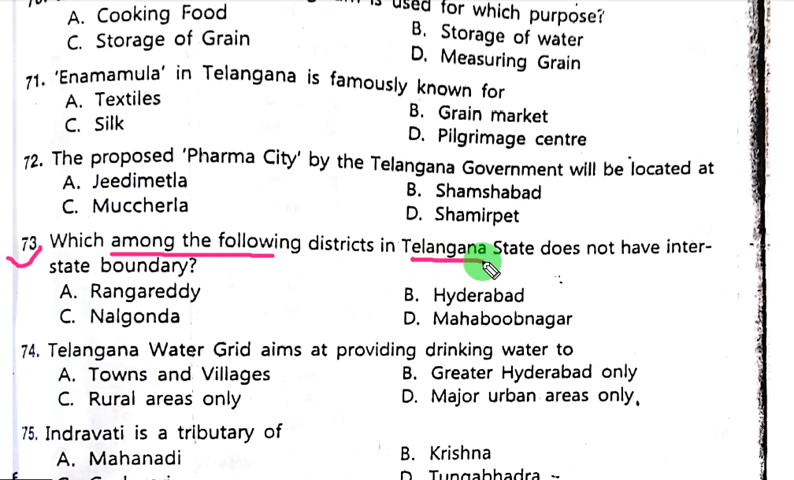 is used for which purpose?
A. Cooking Food B. Storage of water
C. Storage of Grain D. Measuring Grain
71. 'Enamamula' in Telangana is famously known for
A. Textiles B. Grain market
C. Silk D. Pilgrimage centre
72. The proposed 'Pharma City' by the Telangana Government will be located at
A. Jeedimetla B. Shamshabad
C. Muccherla D. Shamirpet
73. Which among the following districts in Telangana State does not have inter-
state boundary?
A. Rangareddy B. Hyderabad
C. Nalgonda D. Mahaboobnagar
74. Telangana Water Grid aims at providing drinking water to
A. Towns and Villages B. Greater Hyderabad only
C. Rural areas only D. Major urban areas only.
75. Indravati is a tributary of
A. Mahanadi B. Krishna
D. Tungabhadra